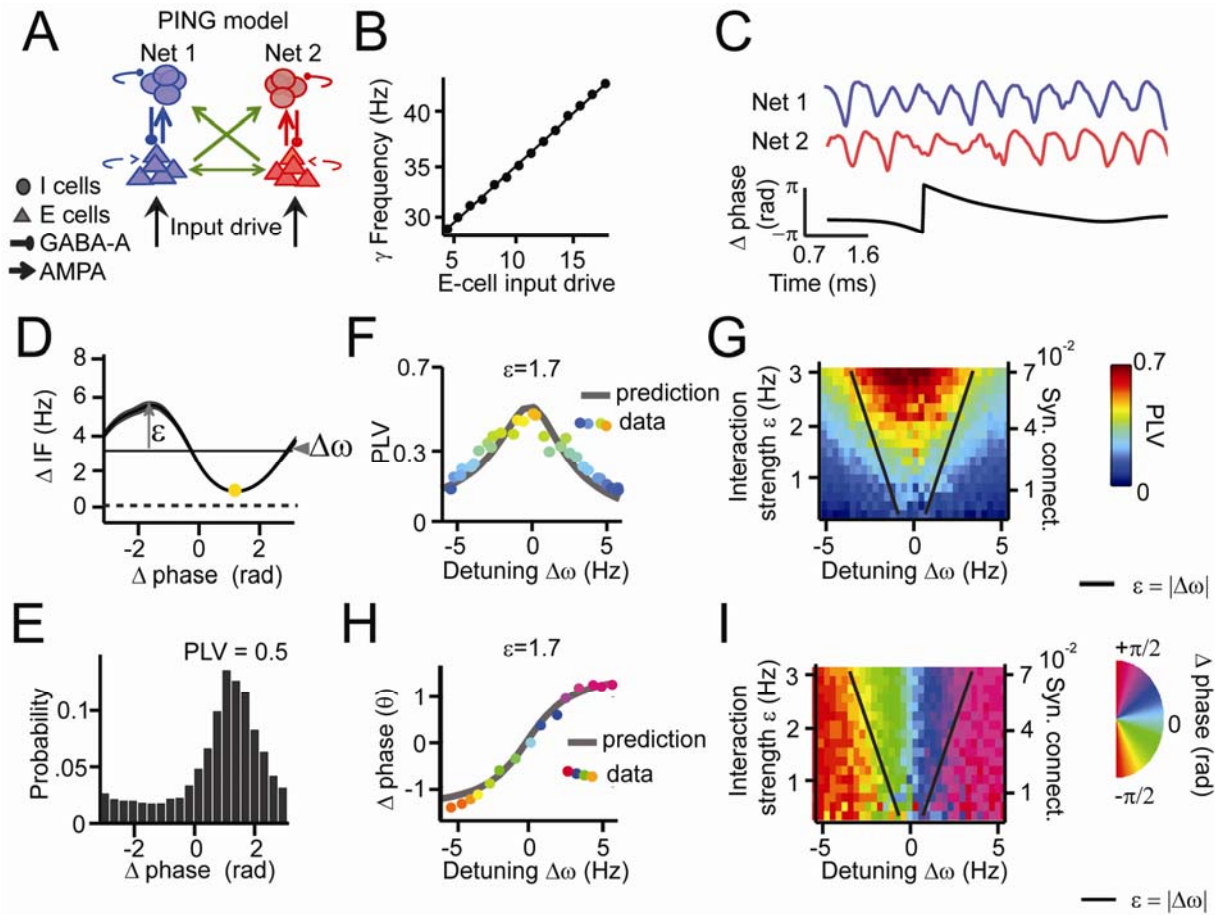 A
PING model
Net 1
Net 2
I cells
E cells
GABA-A
AMPA
Input drive
B
γ Frequency (Hz)
40
35
30
5
10
15
E-cell input drive
C
Net 1
Net 2
Δ phase
(rad)
π
-π
0.7
1.6
Time (ms)
D
Δ IF (Hz)
8
6
4
2
0
ε
Δω
-2
0
2
Δ phase (rad)
E
PLV = 0.5
Probability
0.1
.05
0
-2
0
2
Δ phase (rad)
F
ε=1.7
PLV
0.7
0.3
0
prediction
data
-5
0
5
Detuning Δω (Hz)
G
Interaction
strength ε (Hz)
3
2
1
10-2
7
4
1
Syn. connect.
-5
0
5
Detuning Δω (Hz)
0.7
PLV
0
ε = |Δω|
H
ε=1.7
Δ phase (θ)
1
0
-1
prediction
data
-5
0
5
Detuning Δω (Hz)
I
Interaction
strength ε (Hz)
3
2
1
10-2
7
4
1
Syn. connect.
-5
0
5
Detuning Δω (Hz)
+π/2
0
-π/2
Δ phase (rad)
ε = |Δω|